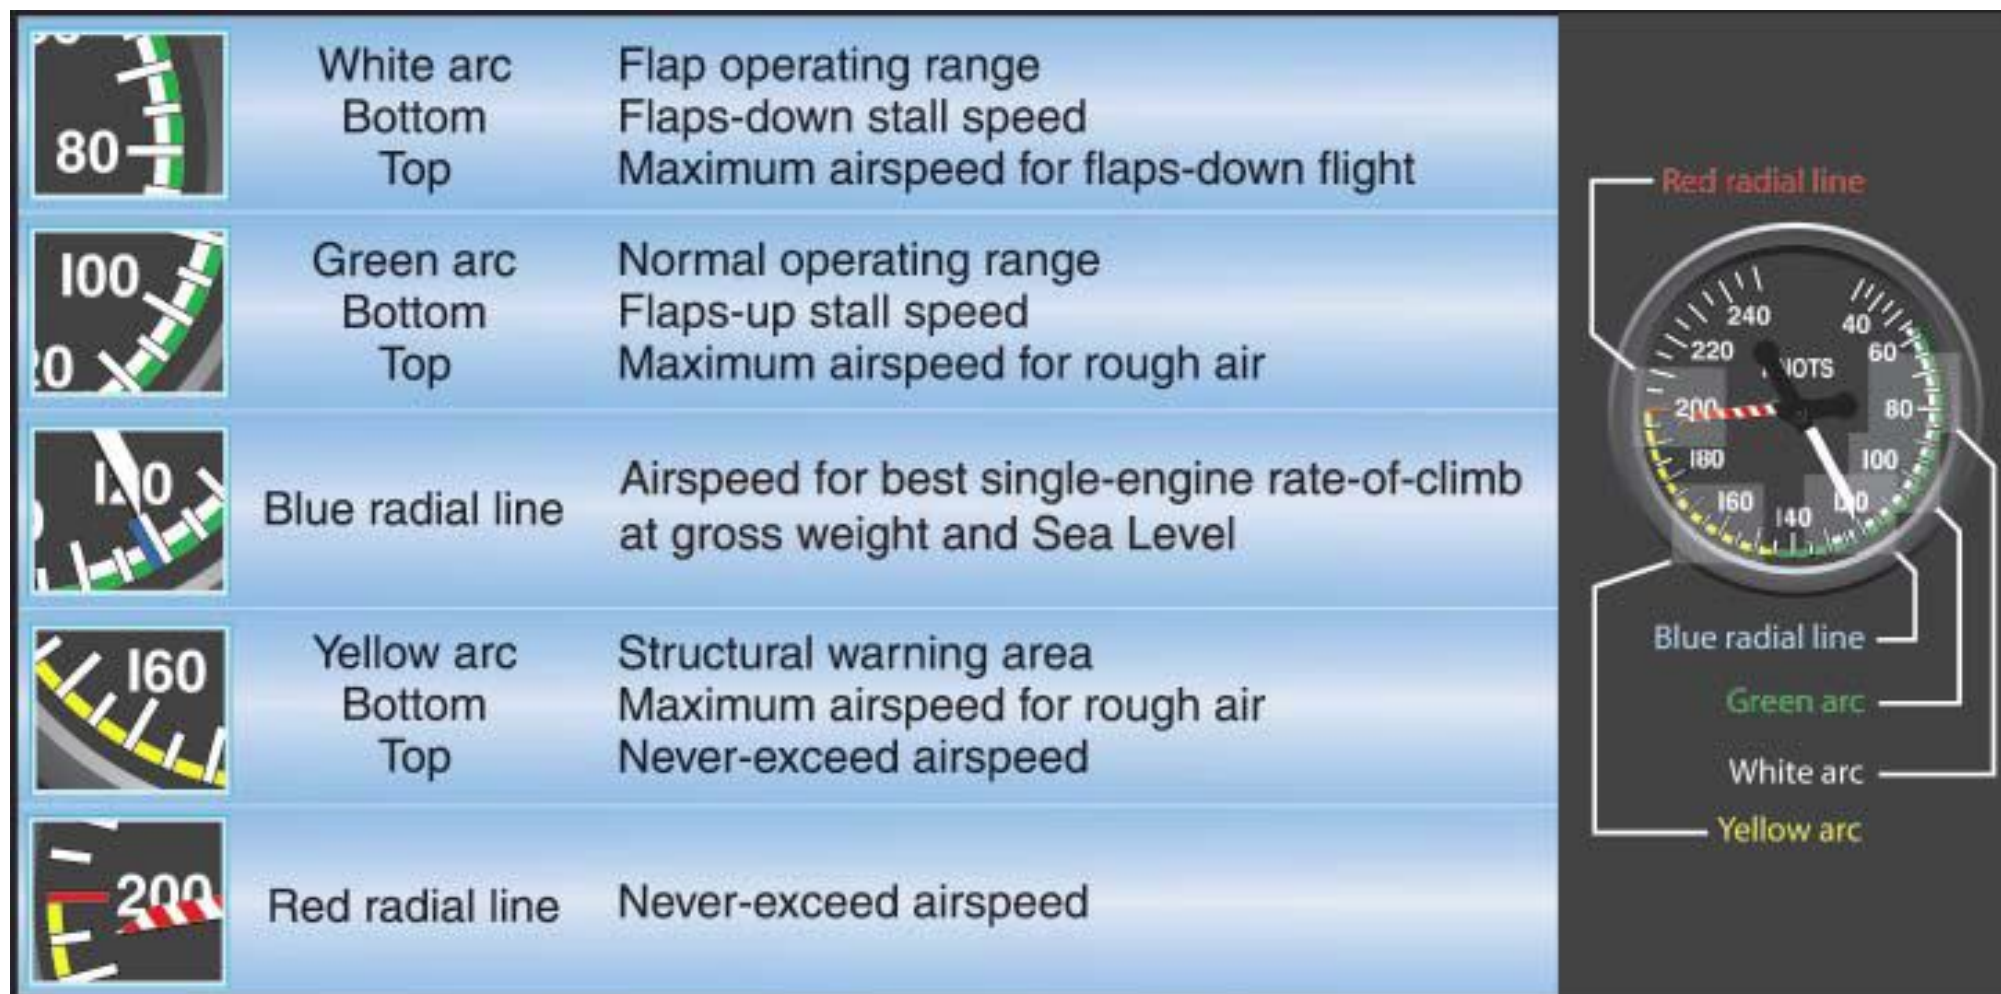 80
White arc Flap operating range
Bottom Flaps-down stall speed
Top Maximum airspeed for flaps-down flight
100
20
Green arc Normal operating range
Bottom Flaps-up stall speed
Top Maximum airspeed for rough air
120
Blue radial line Airspeed for best single-engine rate-of-climb
at gross weight and Sea Level
160
Yellow arc Structural warning area
Bottom Maximum airspeed for rough air
Top Never-exceed airspeed
200
Red radial line Never-exceed airspeed
Red radial line
240 40
220 60
KNOTS
200 80
180 100
160 140 120
Blue radial line
Green arc
White arc
Yellow arc